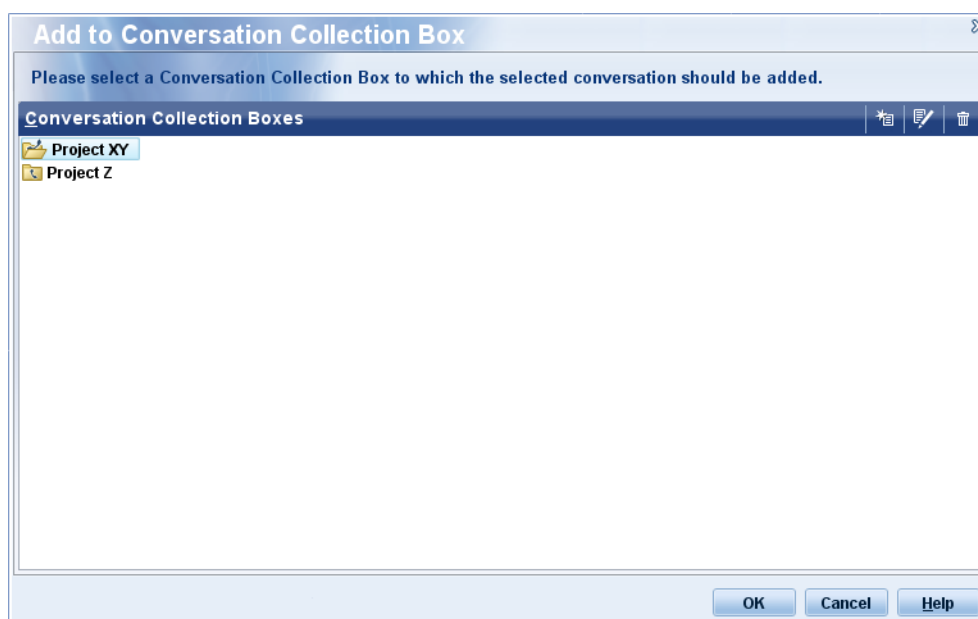 Add to Conversation Collection Box
Please select a Conversation Collection Box to which the selected conversation should be added.
Conversation Collection Boxes
Project XY
Project Z
OK Cancel Help